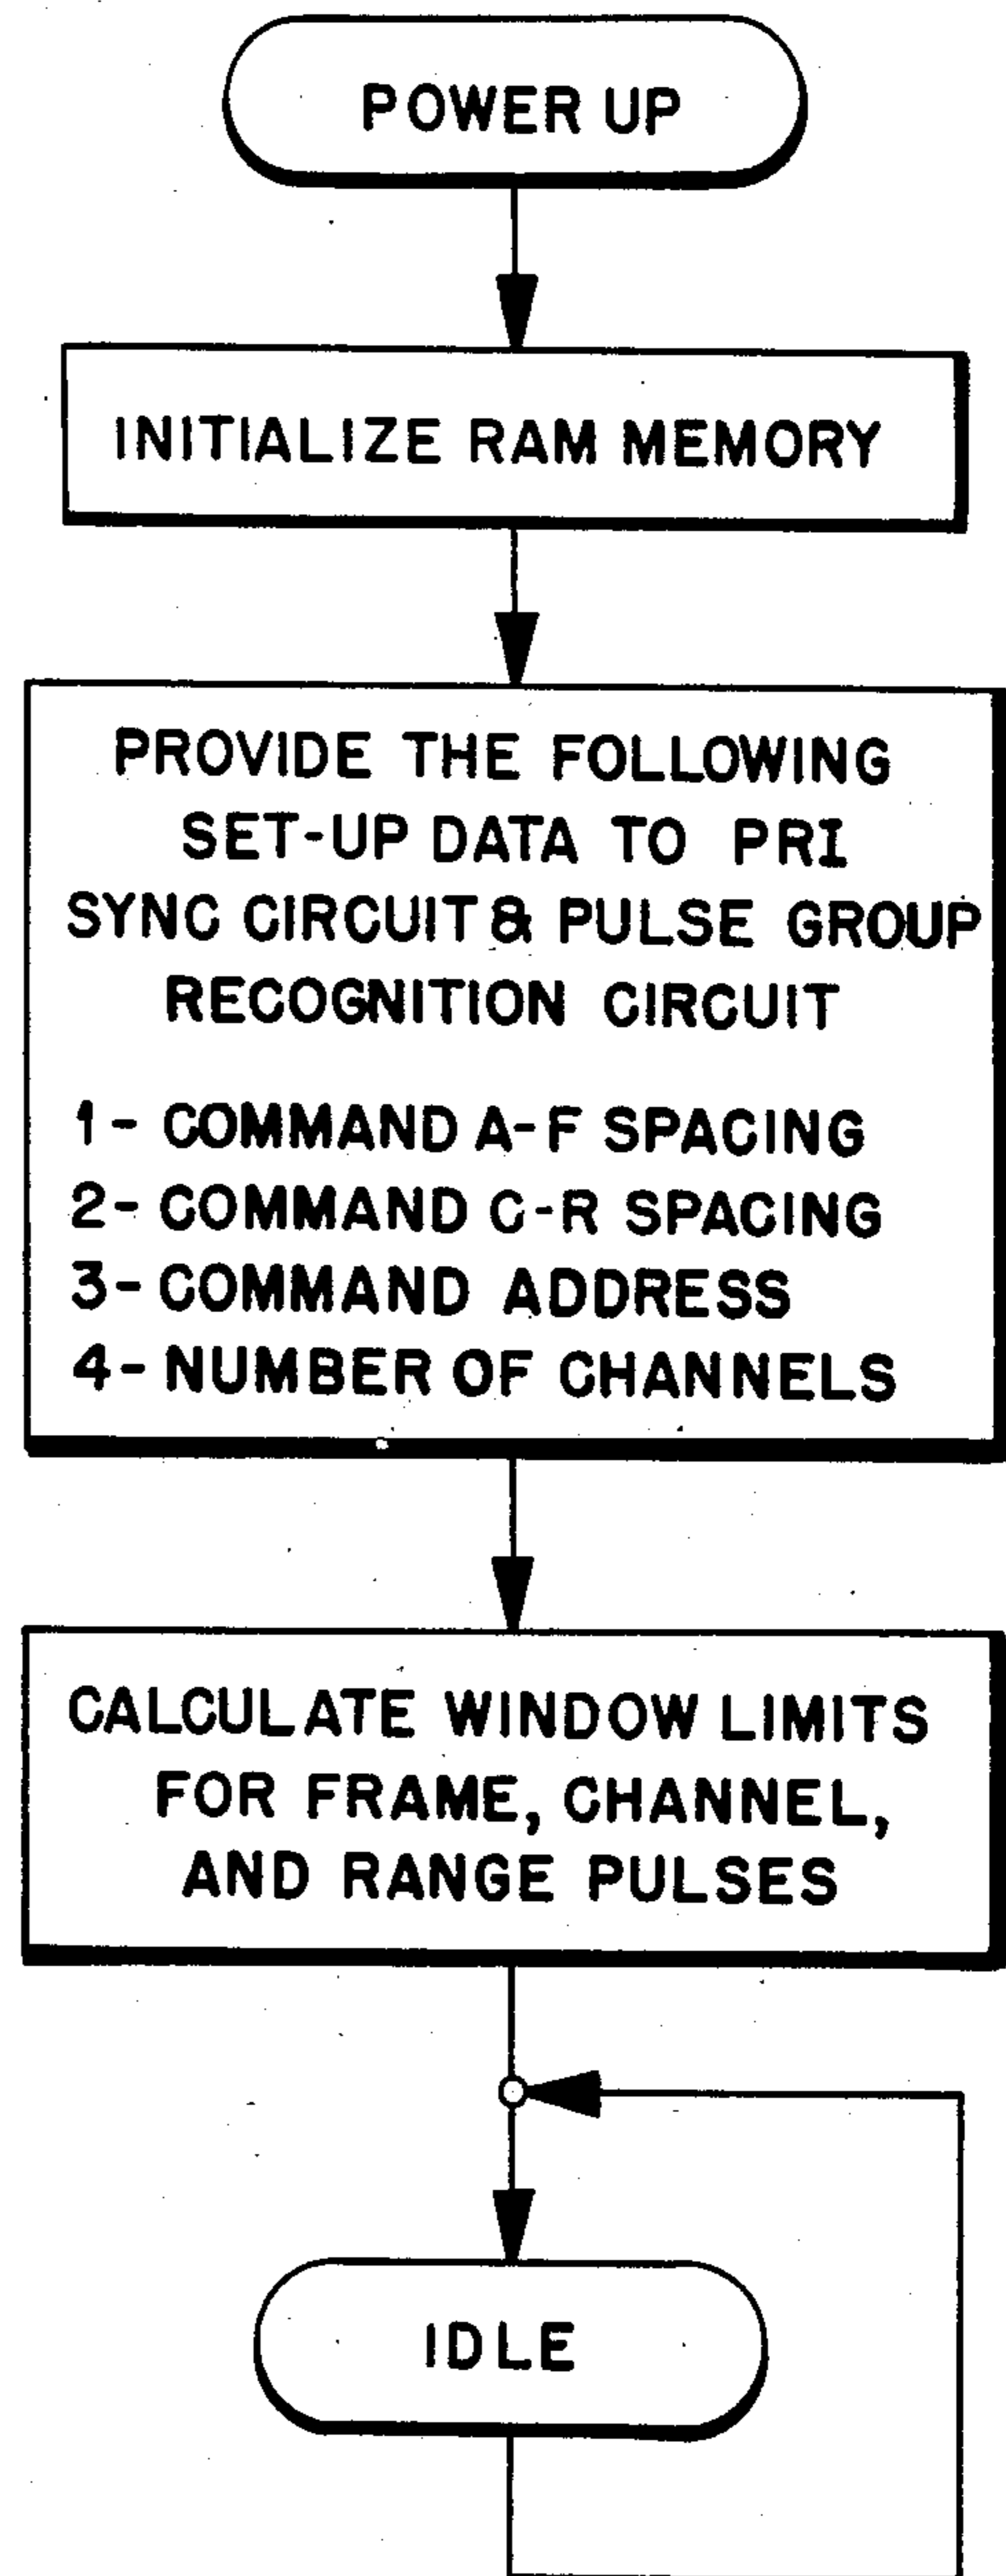 POWER UP
INITIALIZE RAM MEMORY
PROVIDE THE FOLLOWING
SET-UP DATA TO PRI
SYNC CIRCUIT & PULSE GROUP
RECOGNITION CIRCUIT
1- COMMAND A-F SPACING
2- COMMAND C-R SPACING
3- COMMAND ADDRESS
4- NUMBER OF CHANNELS
CALCULATE WINDOW LIMITS
FOR FRAME, CHANNEL,
AND RANGE PULSES
IDLE